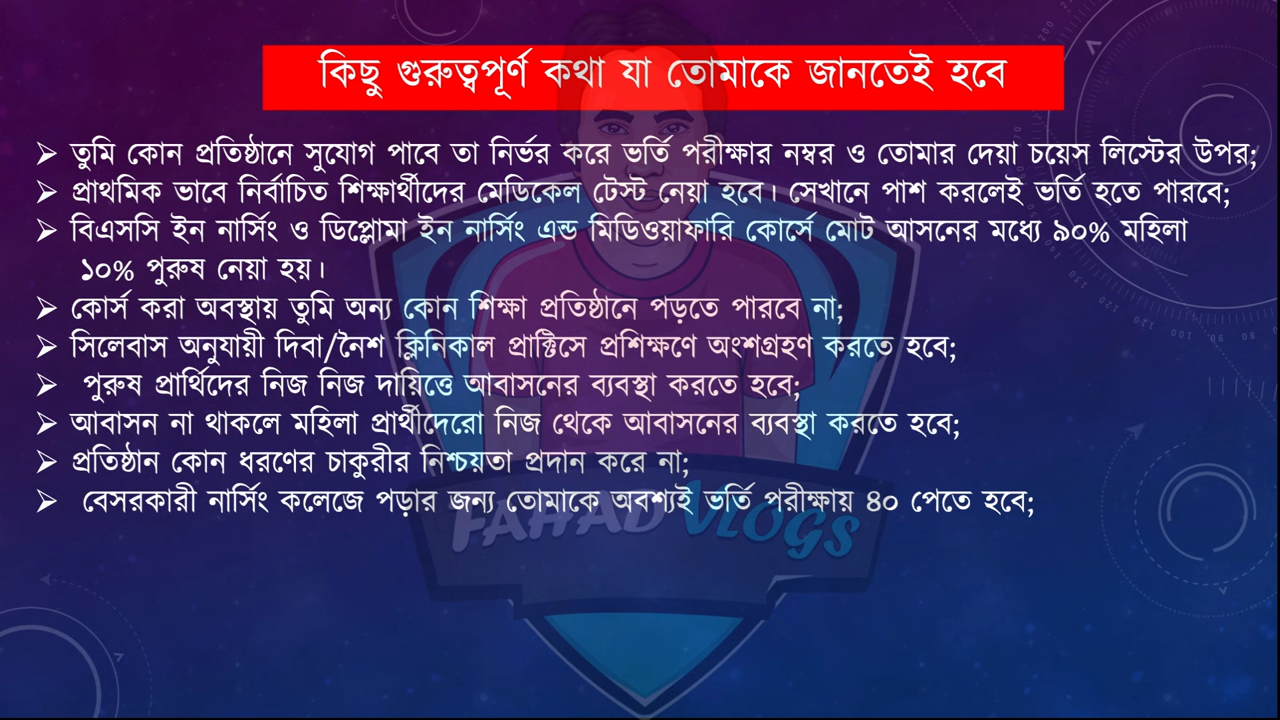 কিছু গুরুত্বপূর্ণ কথা যা তোমাকে জানতেই হবে
➢ তুমি কোন প্রতিষ্ঠানে সুযোগ পাবে তা নির্ভর করে ভর্তি পরীক্ষার নম্বর ও তোমার দেয়া চয়েস লিস্টের উপর;
➢ প্রাথমিক ভাবে নির্বাচিত শিক্ষার্থীদের মেডিকেল টেস্ট নেয়া হবে। সেখানে পাশ করলেই ভর্তি হতে পারবে;
➢ বিএসসি ইন নার্সিং ও ডিপ্লোমা ইন নার্সিং এন্ড মিডিওয়াফারি কোর্সে মোট আসনের মধ্যে ৯০% মহিলা
১০% পুরুষ নেয়া হয়।
➢ কোর্স করা অবস্থায় তুমি অন্য কোন শিক্ষা প্রতিষ্ঠানে পড়তে পারবে না;
➢ সিলেবাস অনুযায়ী দিবা/নৈশ ক্লিনিকাল প্রাক্টিসে প্রশিক্ষণে অংশগ্রহণ করতে হবে;
➢ পুরুষ প্রার্থিদের নিজ নিজ দায়িত্তে আবাসনের ব্যবস্থা করতে হবে;
➢ আবাসন না থাকলে মহিলা প্রার্থীদেরো নিজ থেকে আবাসনের ব্যবস্থা করতে হবে;
➢ প্রতিষ্ঠান কোন ধরণের চাকুরীর নিশ্চয়তা প্রদান করে না;
➢ বেসরকারী নার্সিং কলেজে পড়ার জন্য তোমাকে অবশ্যই ভর্তি পরীক্ষায় ৪০ পেতে হবে;
FAHAD VLOGS